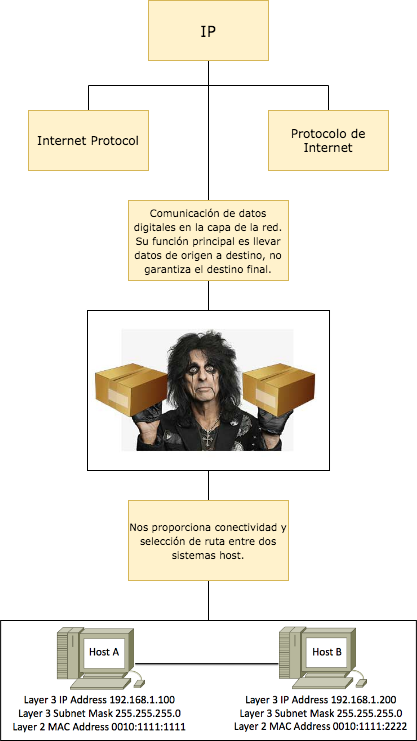 IP
Internet Protocol
Protocolo de
Internet
Comunicación de datos
digitales en la capa de la red.
Su función principal es llevar
datos de origen a destino, no
garantiza el destino final.
Nos proporciona conectividad y
selección de ruta entre dos
sistemas host.
Host A
Host B
Layer 3 IP Address 192.168.1.100
Layer 3 Subnet Mask 255.255.255.0
Layer 2 MAC Address 0010:1111:1111
Layer 3 IP Address 192.168.1.200
Layer 3 Subnet Mask 255.255.255.0
Layer 2 MAC Address 0010:1111:2222